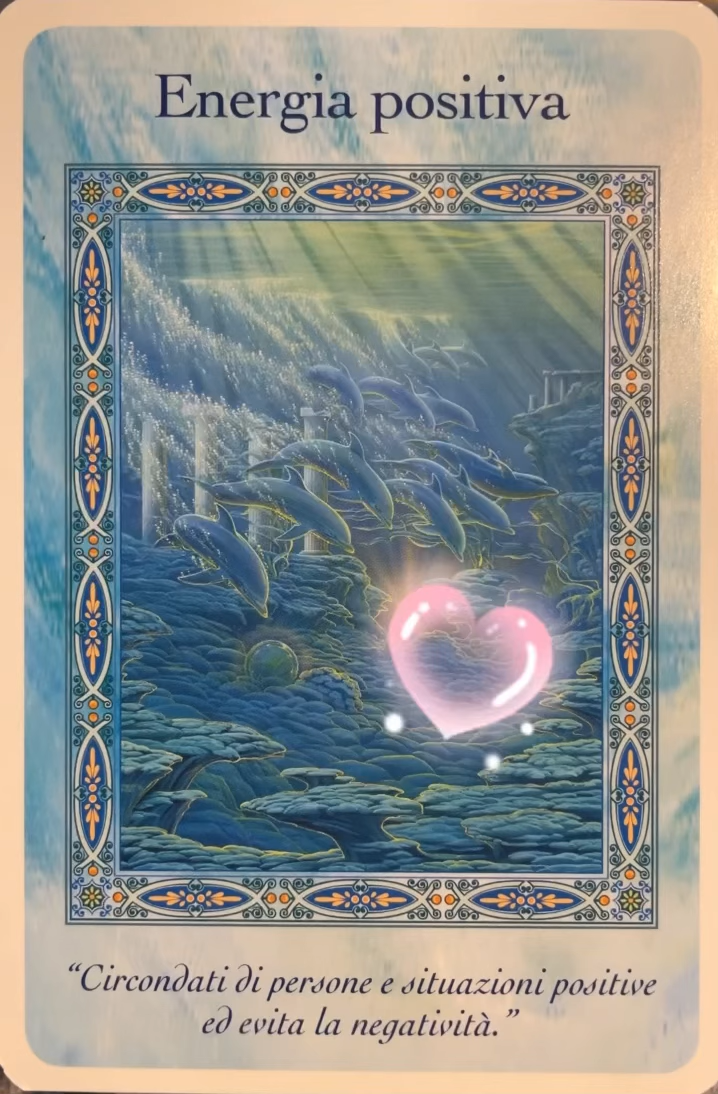 Energia positiva
“Circondati di persone e situazioni positive
ed evita la negatività.”